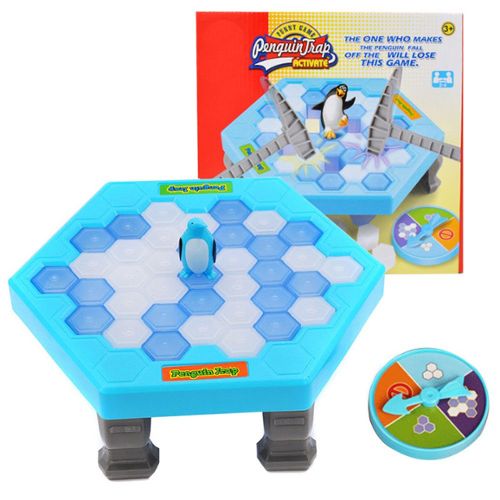 FUNNY GAME
Penguin Trap
ACTIVATE
3+
THE ONE WHO MAKES
THE PENGUIN FALL
OFF THE WILL LOSE
THIS GAME.
Penguin Trap
Penguin Trap